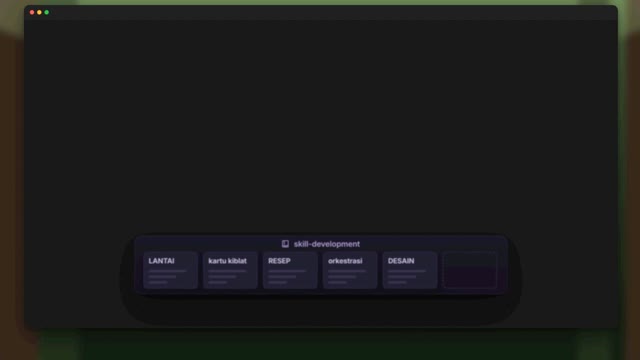 skill-development
LANTAI
kartu kiblat
RESEP
orkestrasi
DESAIN